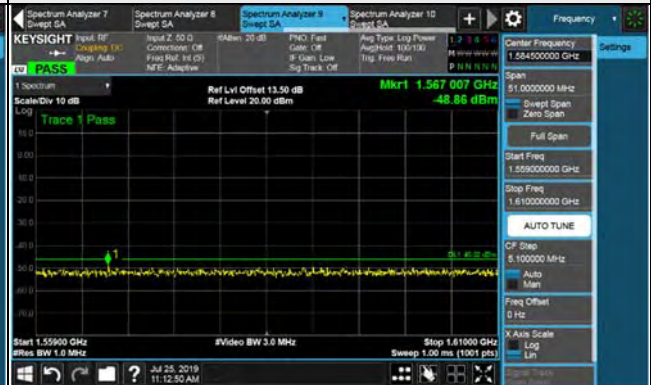 Spectrum Analyzer 7
Swept SA
Spectrum Analyzer 8
Swept SA
Spectrum Analyzer 9
Swept SA
Spectrum Analyzer 10
Swept SA
Frequency
KEYSIGHT
Input: RF
Coupling: DC
Align: Auto
Input Z: 50 Ω
Corrections: Off
Freq Ref: Int (S)
NFE: Adaptive
PNO: Fast
Gate: Off
IF Gain: Low
Sig Track: Off
Avg Type: Log-Power
Avg|Hold: 100/100
Trig: Free Run
PASS
Center Frequency
1.584500000 GHz
Settings
Span
51.0000000 MHz
Swept Span
Zero Span
Full Span
Start Freq
1.559000000 GHz
Stop Freq
1.610000000 GHz
AUTO TUNE
CF Step
5.100000 MHz
Auto
Man
Freq Offset
0 Hz
X Axis Scale
Log
Lin
1 Spectrum
Scale/Div 10 dB
Log
Ref Lvl Offset 13.50 dB
Ref Level 20.00 dBm
Mkr1 1.567 007 GHz
-48.86 dBm
Trace 1 Pass
1
Start 1.55900 GHz
#Res BW 1.0 MHz
#Video BW 3.0 MHz
Stop 1.61000 GHz
Sweep 1.00 ms (1001 pts)
Jul 25, 2019
11:12:50 AM